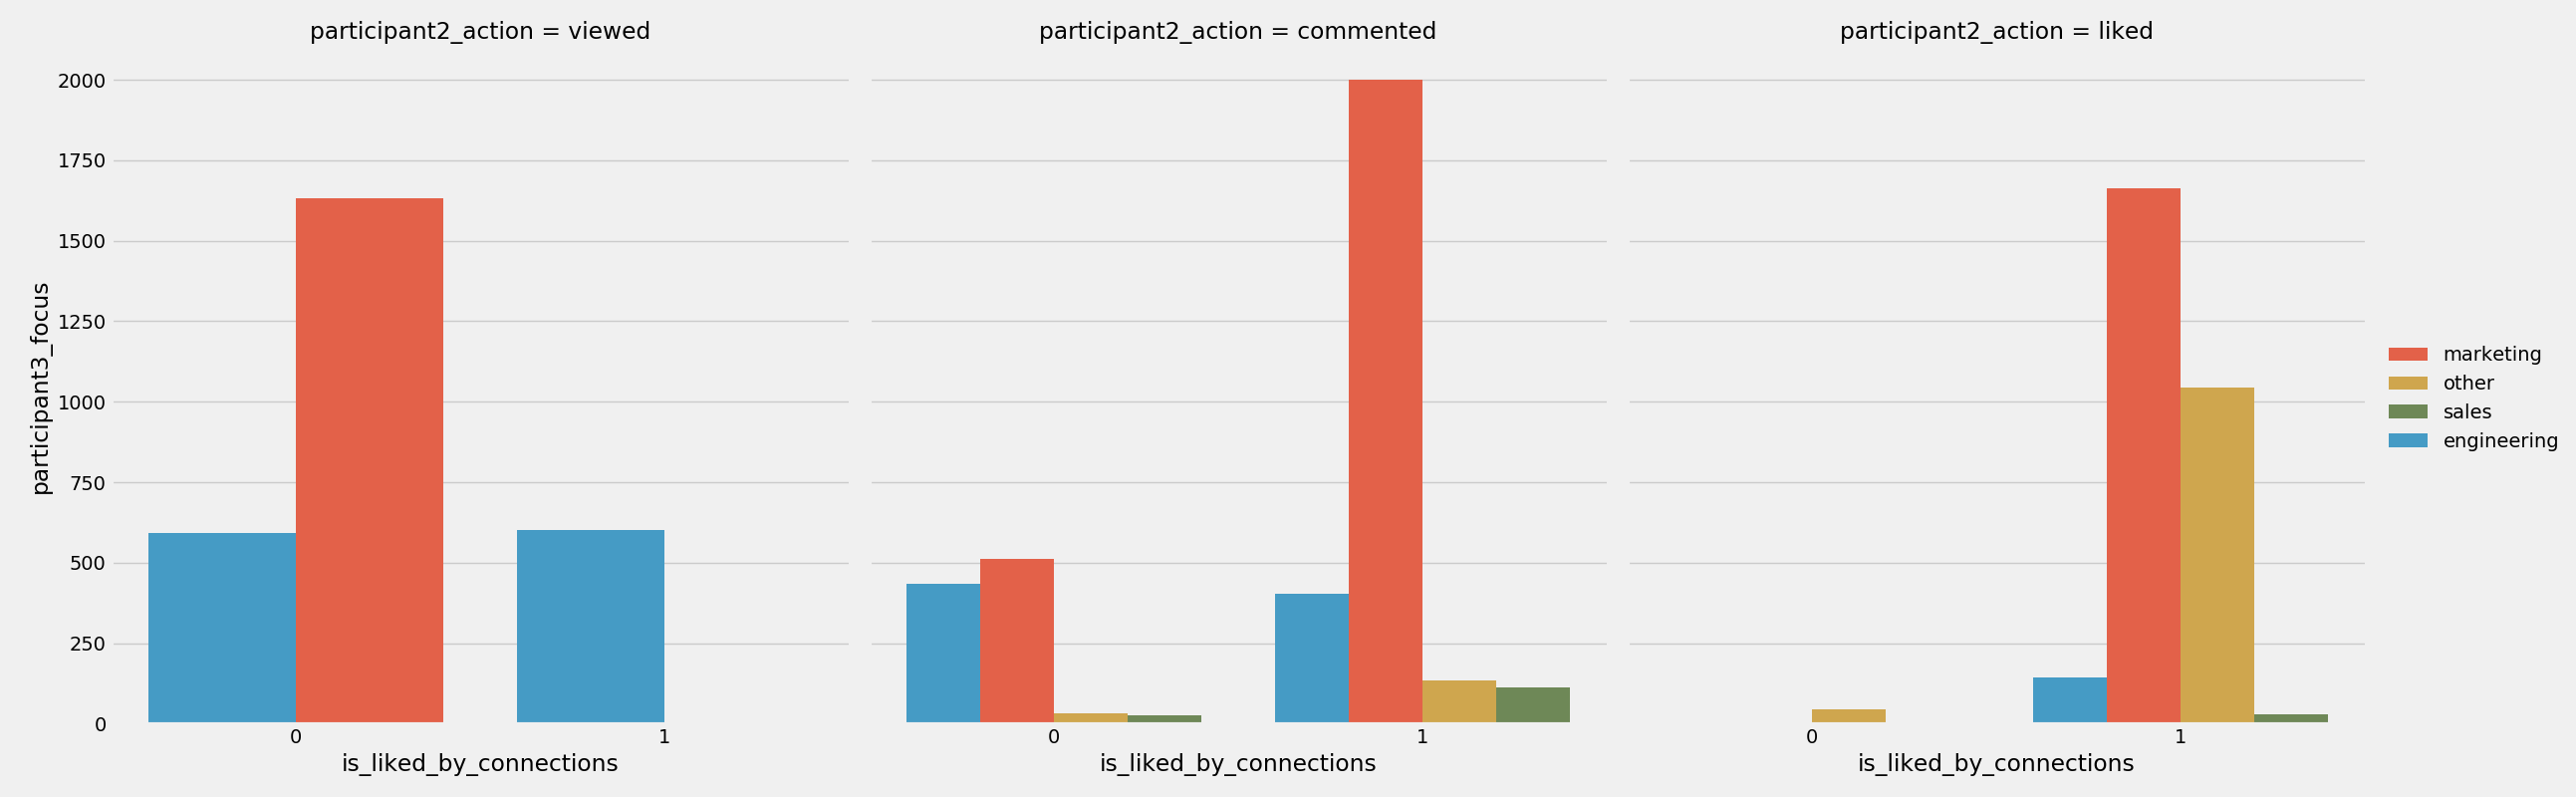 participant2_action = viewed
participant2_action = commented
participant2_action = liked
participant3_focus
2000
1750
1500
1250
1000
750
500
250
0
0
1
is_liked_by_connections
0
1
is_liked_by_connections
0
1
is_liked_by_connections
marketing
other
sales
engineering